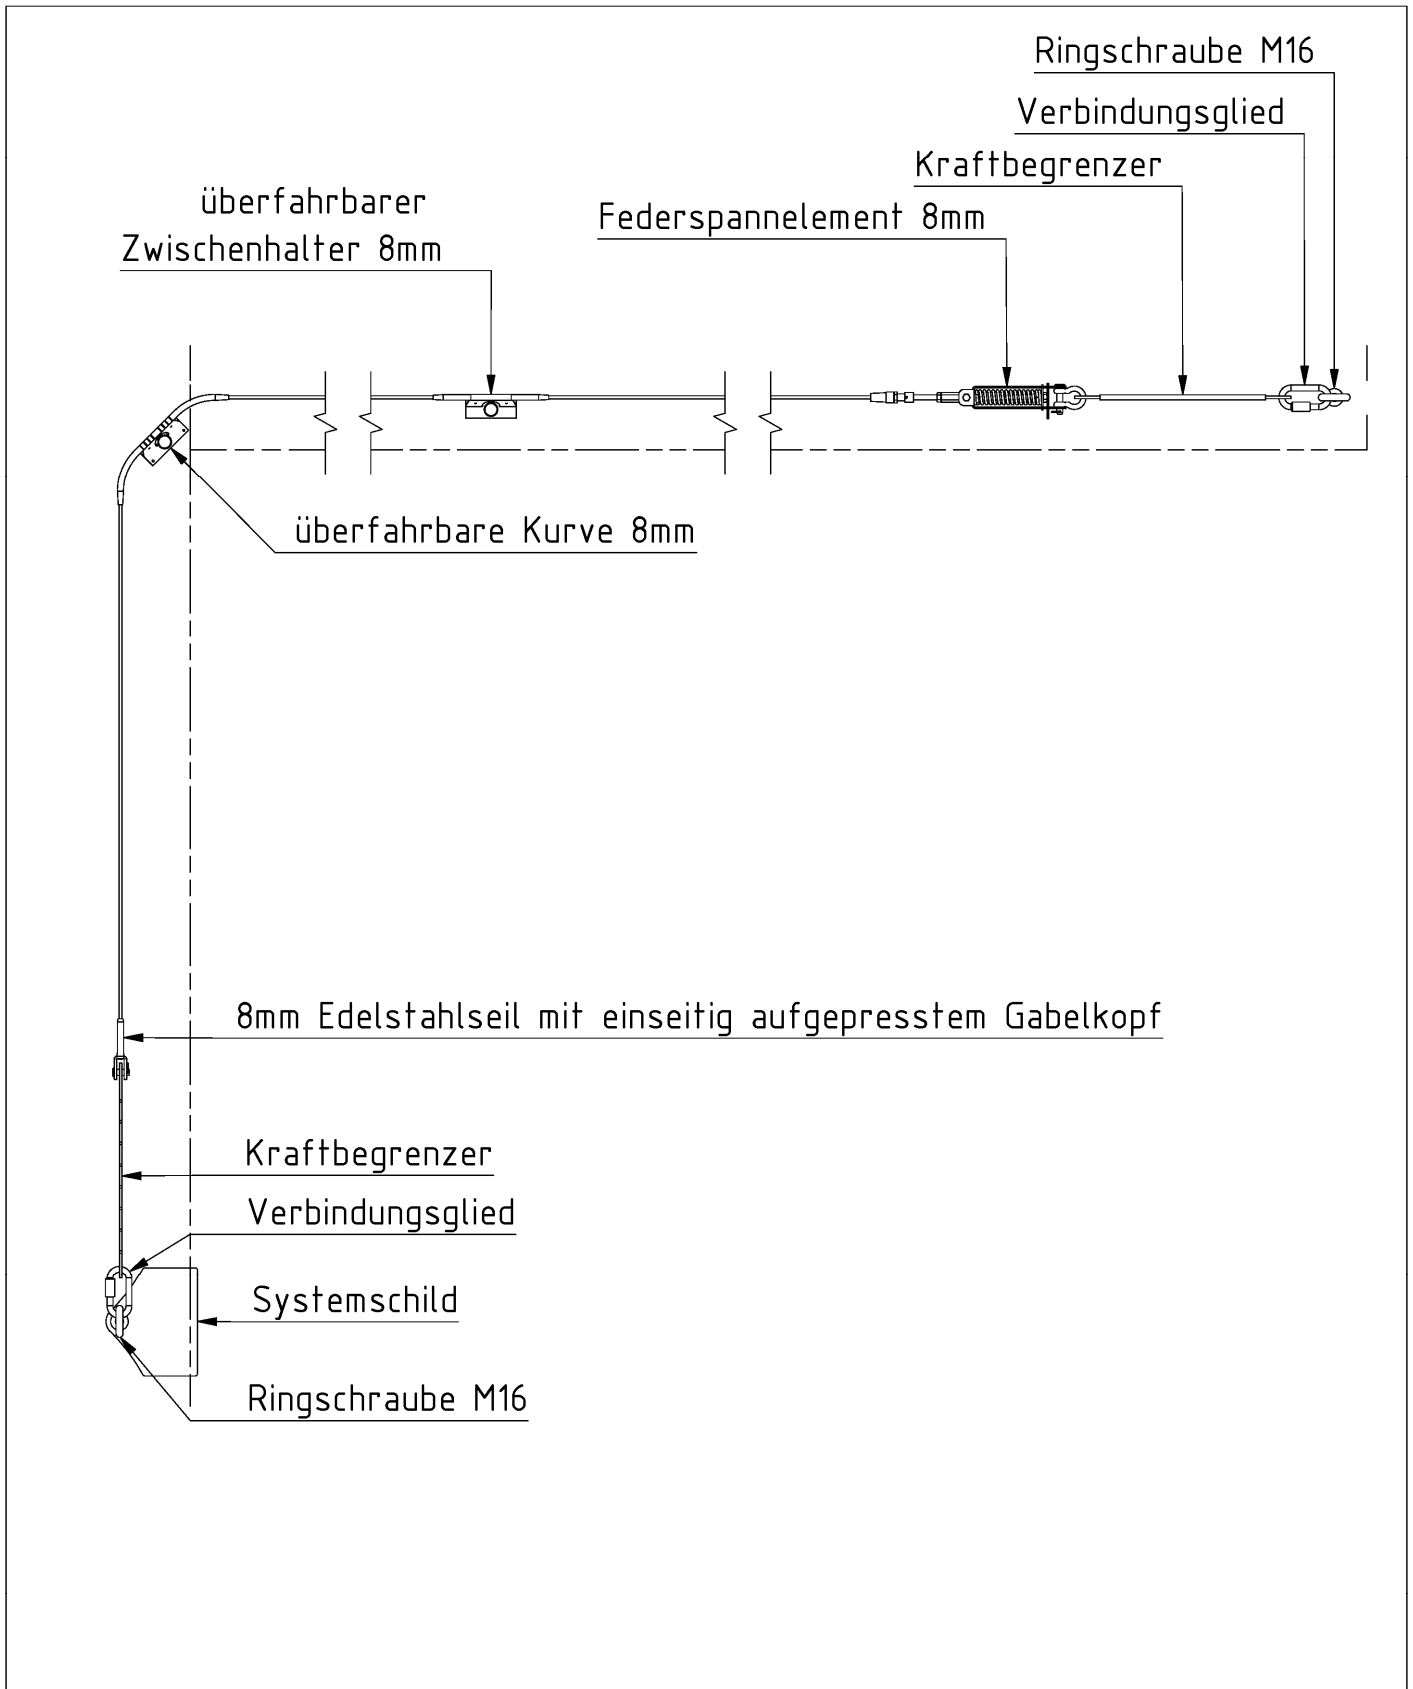 Ringschraube M16
Verbindungsglied
Kraftbegrenzer
überfahrbarer
Zwischenhalter 8mm
Federspannelement 8mm
überfahrbare Kurve 8mm
8mm Edelstahlseil mit einseitig aufgepresstem Gabelkopf
Kraftbegrenzer
Verbindungsglied
Systemschild
Ringschraube M16